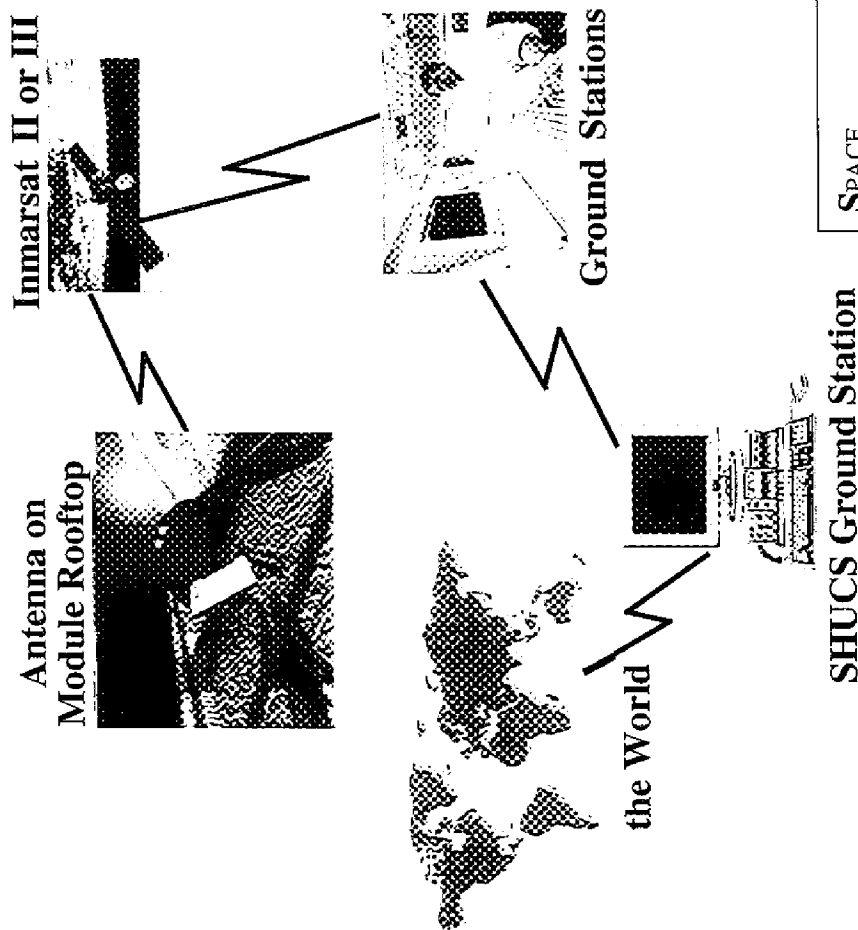 Antenna on
Module Rooftop
Inmarsat II or III
Ground Stations
the World
SHUCS Ground Station
SPACE